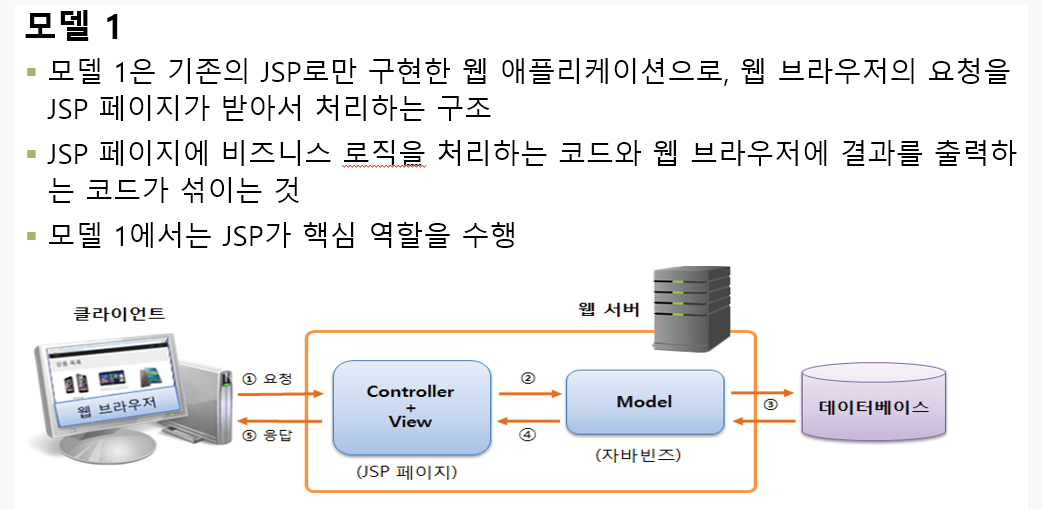 모델 1
▪ 모델 1은 기존의 JSP로만 구현한 웹 애플리케이션으로, 웹 브라우저의 요청을
JSP 페이지가 받아서 처리하는 구조
▪ JSP 페이지에 비즈니스 로직을 처리하는 코드와 웹 브라우저에 결과를 출력하
는 코드가 섞이는 것
▪ 모델 1에서는 JSP가 핵심 역할을 수행
클라이언트
웹 서버
웹 브라우저
① 요청
⑤ 응답
Controller
+
View
(JSP 페이지)
②
④
Model
(자바빈즈)
③
데이터베이스